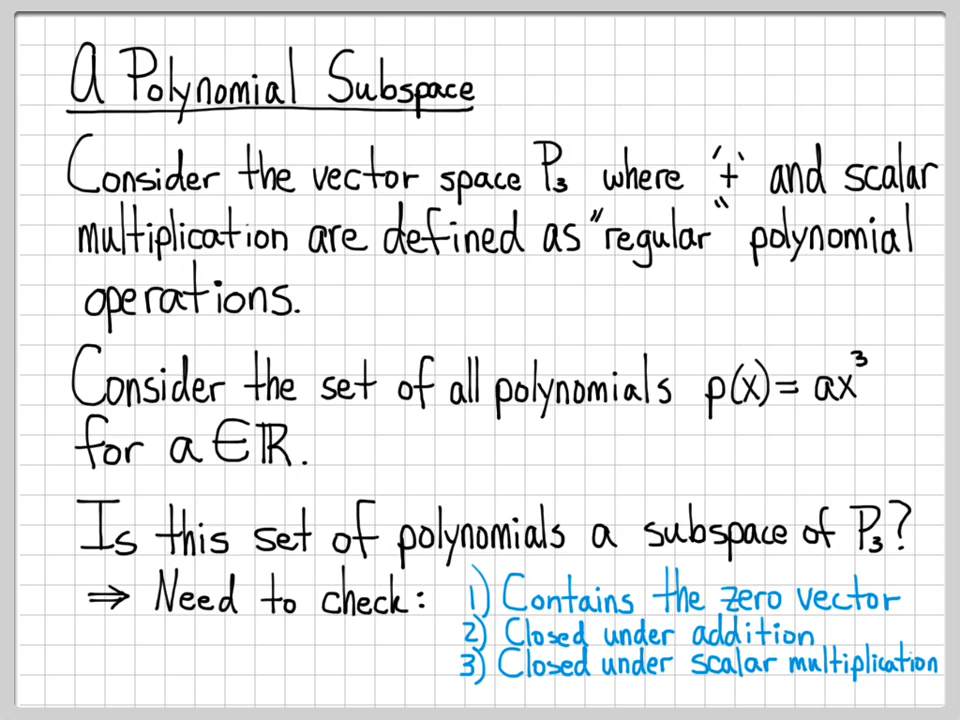 A Polynomial Subspace
Consider the vector space P₃ where '+' and scalar
multiplication are defined as "regular" polynomial
operations.
Consider the set of all polynomials p(x) = ax³
for a ∈ ℝ.
Is this set of polynomials a subspace of P₃?
⇒ Need to check: 1) Contains the zero vector
2) Closed under addition
3) Closed under scalar multiplication